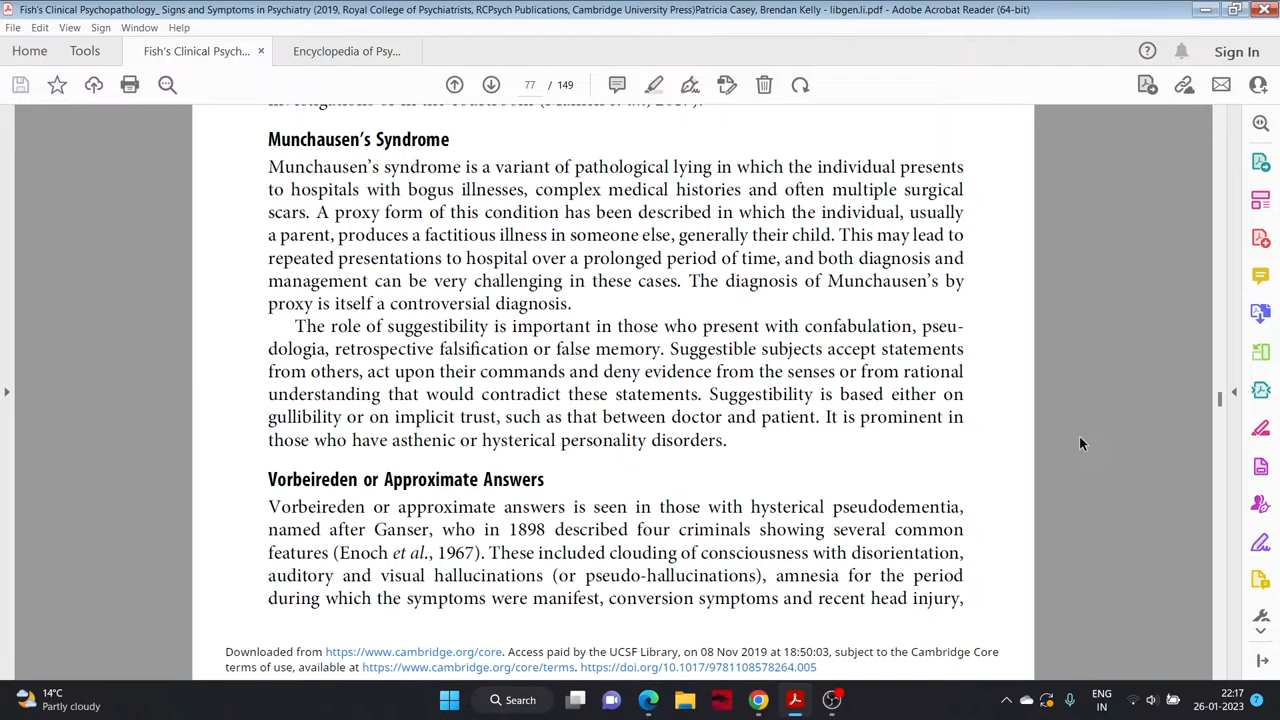 Fish's Clinical Psychopathology_ Signs and Symptoms in Psychiatry (2019, Royal College of Psychiatrists, RCPsych Publications, Cambridge University Press)Patricia Casey, Brendan Kelly - libgen.li.pdf - Adobe Acrobat Reader (64-bit)
File Edit View Sign Window Help
Home Tools Fish's Clinical Psych... × Encyclopedia of Psy... Sign In
77 / 149
Munchausen's Syndrome
Munchausen's syndrome is a variant of pathological lying in which the individual presents
to hospitals with bogus illnesses, complex medical histories and often multiple surgical
scars. A proxy form of this condition has been described in which the individual, usually
a parent, produces a factitious illness in someone else, generally their child. This may lead to
repeated presentations to hospital over a prolonged period of time, and both diagnosis and
management can be very challenging in these cases. The diagnosis of Munchausen's by
proxy is itself a controversial diagnosis.
The role of suggestibility is important in those who present with confabulation, pseu-
dologia, retrospective falsification or false memory. Suggestible subjects accept statements
from others, act upon their commands and deny evidence from the senses or from rational
understanding that would contradict these statements. Suggestibility is based either on
gullibility or on implicit trust, such as that between doctor and patient. It is prominent in
those who have asthenic or hysterical personality disorders.
Vorbeireden or Approximate Answers
Vorbeireden or approximate answers is seen in those with hysterical pseudodementia,
named after Ganser, who in 1898 described four criminals showing several common
features (Enoch et al., 1967). These included clouding of consciousness with disorientation,
auditory and visual hallucinations (or pseudo-hallucinations), amnesia for the period
during which the symptoms were manifest, conversion symptoms and recent head injury,
Downloaded from https://www.cambridge.org/core. Access paid by the UCSF Library, on 08 Nov 2019 at 18:50:03, subject to the Cambridge Core
terms of use, available at https://www.cambridge.org/core/terms. https://doi.org/10.1017/9781108578264.005
14°C
Partly cloudy
Search
ENG
IN
22:17
26-01-2023